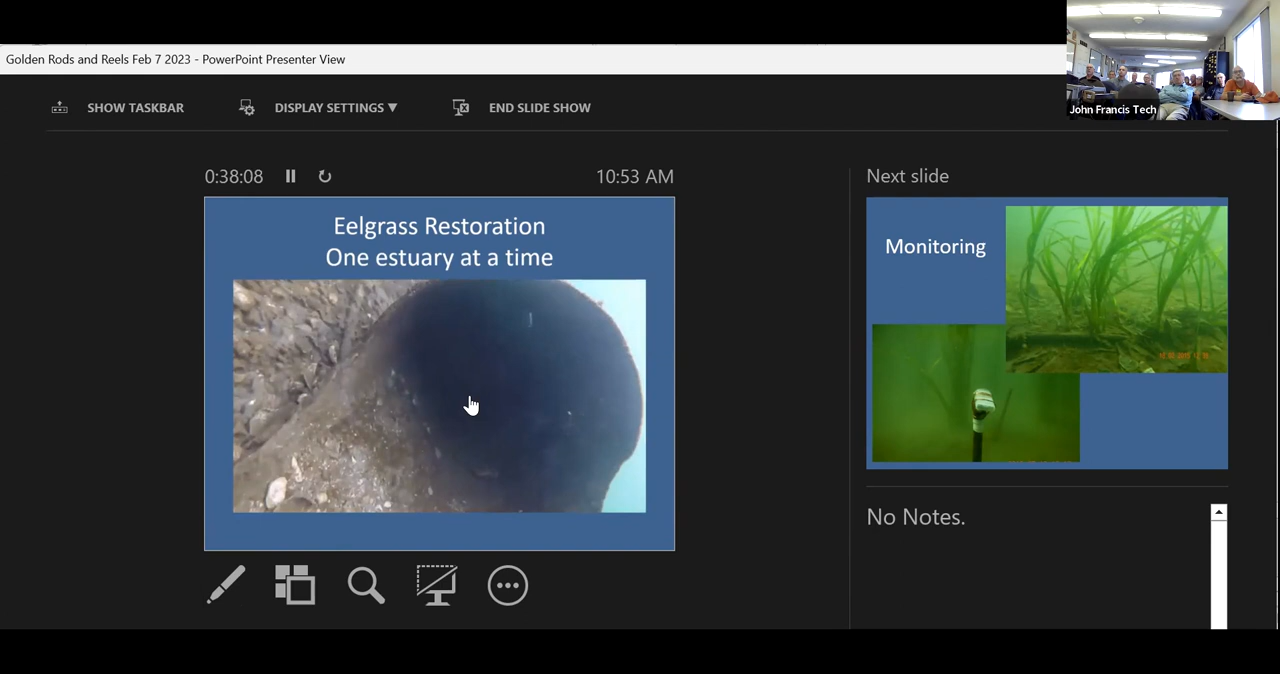 Golden Rods and Reels Feb 7 2023 - PowerPoint Presenter View
John Francis Tech
SHOW TASKBAR
DISPLAY SETTINGS ▼
END SLIDE SHOW
0:38:08
10:53 AM
Eelgrass Restoration
One estuary at a time
Next slide
Monitoring
No Notes.